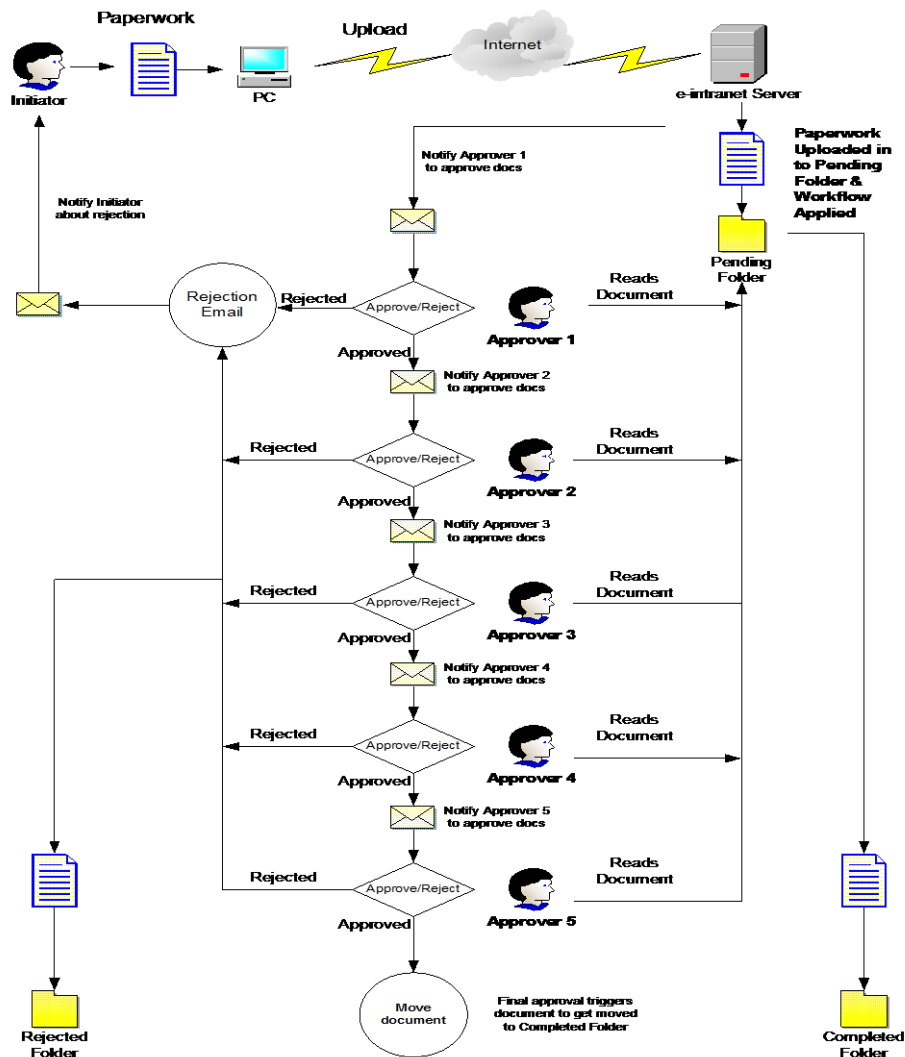 Paperwork
Upload
Internet
Initiator
PC
e-intranet Server
Notify Approver 1
to approve docs
Paperwork
Uploaded in
to Pending
Folder &
Workflow
Applied
Notify Initiator
about rejection
Pending
Folder
Rejection
Email
Rejected
Approve/Reject
Reads
Document
Approver 1
Approved
Notify Approver 2
to approve docs
Rejected
Approve/Reject
Reads
Document
Approver 2
Approved
Notify Approver 3
to approve docs
Rejected
Approve/Reject
Reads
Document
Approver 3
Approved
Notify Approver 4
to approve docs
Rejected
Approve/Reject
Reads
Document
Approver 4
Approved
Notify Approver 5
to approve docs
Rejected
Approve/Reject
Reads
Document
Approver 5
Approved
Move
document
Final approval triggers
document to get moved
to Completed Folder
Rejected
Folder
Completed
Folder